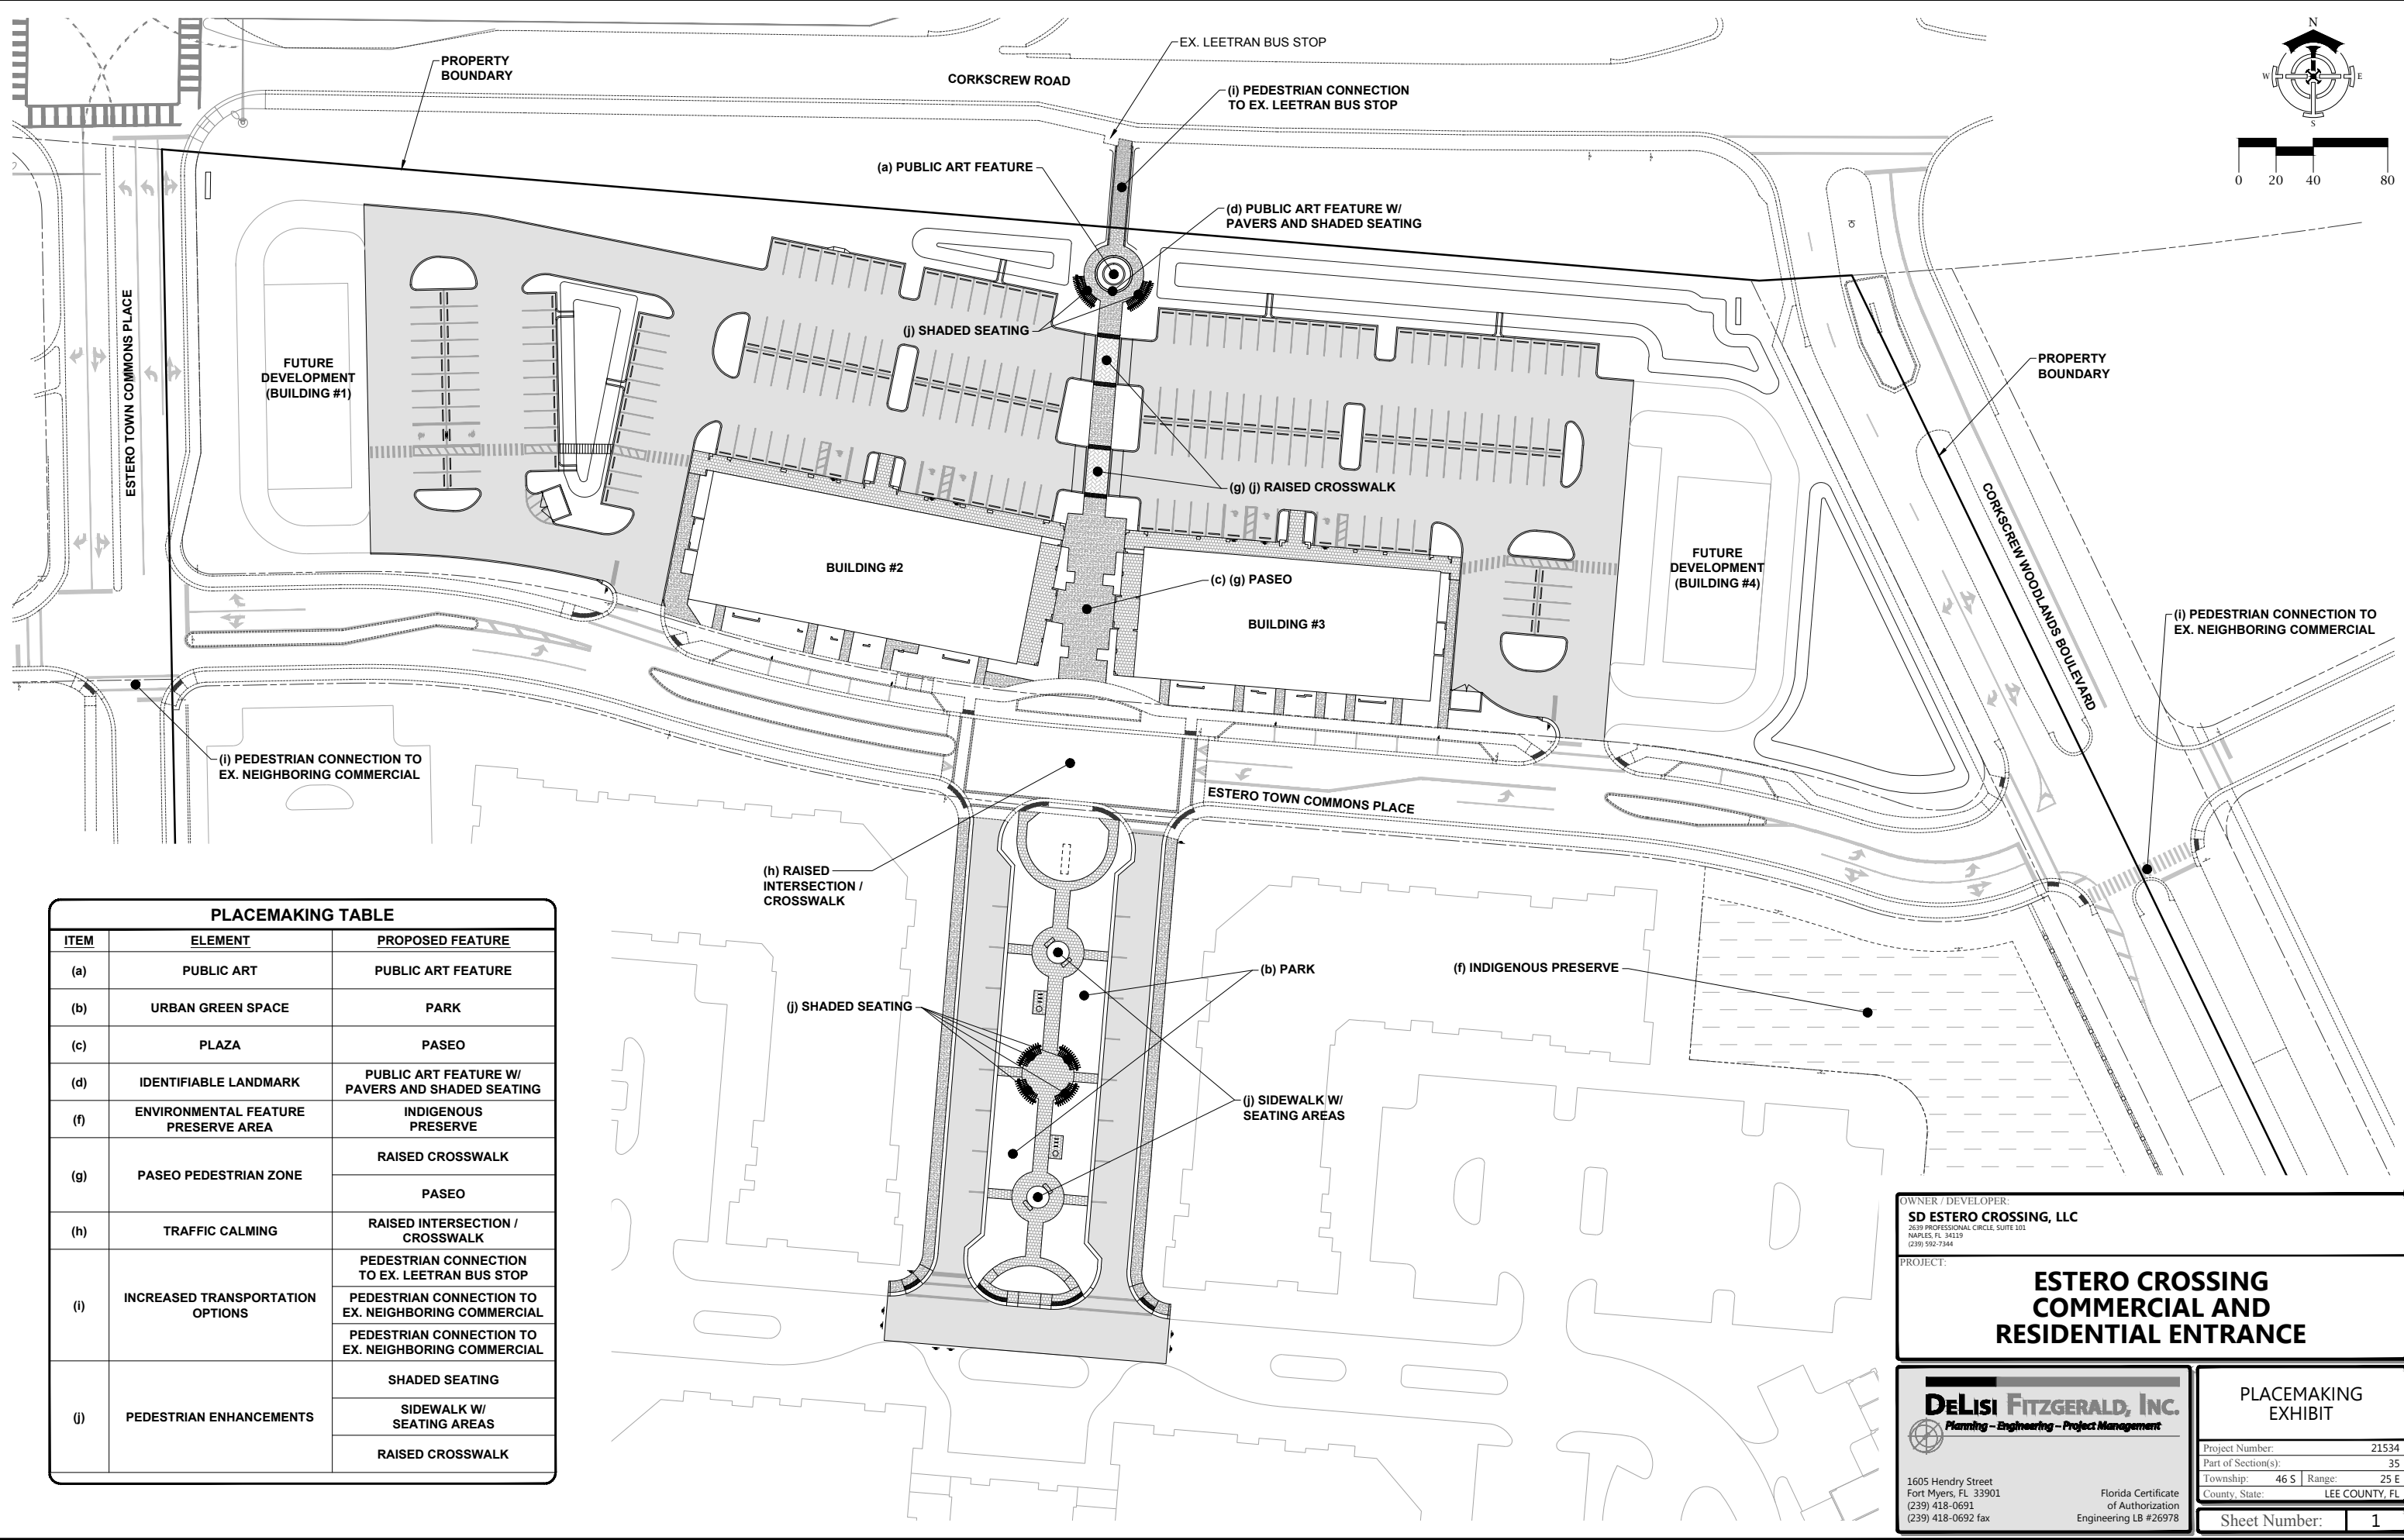 EX. LEETRAN BUS STOP
PROPERTY
BOUNDARY
CORKSCREW ROAD
(i) PEDESTRIAN CONNECTION
TO EX. LEETRAN BUS STOP
(a) PUBLIC ART FEATURE
(d) PUBLIC ART FEATURE W/
PAVERS AND SHADED SEATING
N
W
E
S
0 20 40 80
(j) SHADED SEATING
ESTERO TOWN COMMONS PLACE
FUTURE
DEVELOPMENT
(BUILDING #1)
PROPERTY
BOUNDARY
(g) (j) RAISED CROSSWALK
CORKSCREW WOODLANDS BOULEVARD
BUILDING #2
(c) (g) PASEO
BUILDING #3
FUTURE
DEVELOPMENT
(BUILDING #4)
(i) PEDESTRIAN CONNECTION TO
EX. NEIGHBORING COMMERCIAL
(i) PEDESTRIAN CONNECTION TO
EX. NEIGHBORING COMMERCIAL
ESTERO TOWN COMMONS PLACE
(h) RAISED
INTERSECTION /
CROSSWALK
(b) PARK
(f) INDIGENOUS PRESERVE
(j) SHADED SEATING
(j) SIDEWALK W/
SEATING AREAS
PLACEMAKING TABLE
ITEM ELEMENT PROPOSED FEATURE
(a) PUBLIC ART PUBLIC ART FEATURE
(b) URBAN GREEN SPACE PARK
(c) PLAZA PASEO
(d) IDENTIFIABLE LANDMARK PUBLIC ART FEATURE W/
PAVERS AND SHADED SEATING
(f) ENVIRONMENTAL FEATURE
PRESERVE AREA
INDIGENOUS
PRESERVE
(g) PASEO PEDESTRIAN ZONE
RAISED CROSSWALK
PASEO
(h) TRAFFIC CALMING
RAISED INTERSECTION /
CROSSWALK
(i) INCREASED TRANSPORTATION
OPTIONS
PEDESTRIAN CONNECTION
TO EX. LEETRAN BUS STOP
PEDESTRIAN CONNECTION TO
EX. NEIGHBORING COMMERCIAL
PEDESTRIAN CONNECTION TO
EX. NEIGHBORING COMMERCIAL
(j) PEDESTRIAN ENHANCEMENTS
SHADED SEATING
SIDEWALK W/
SEATING AREAS
RAISED CROSSWALK
OWNER / DEVELOPER:
SD ESTERO CROSSING, LLC
2639 PROFESSIONAL CIRCLE, SUITE 101
NAPLES, FL 34119
(239) 592-7344
PROJECT:
ESTERO CROSSING
COMMERCIAL AND
RESIDENTIAL ENTRANCE
DELISI FITZGERALD, INC.
Planning – Engineering – Project Management
1605 Hendry Street
Fort Myers, FL 33901
(239) 418-0691
(239) 418-0692 fax
Florida Certificate
of Authorization
Engineering LB #26978
PLACEMAKING
EXHIBIT
Project Number: 21534
Part of Section(s): 35
Township: 46 S Range: 25 E
County, State: LEE COUNTY, FL
Sheet Number: 1